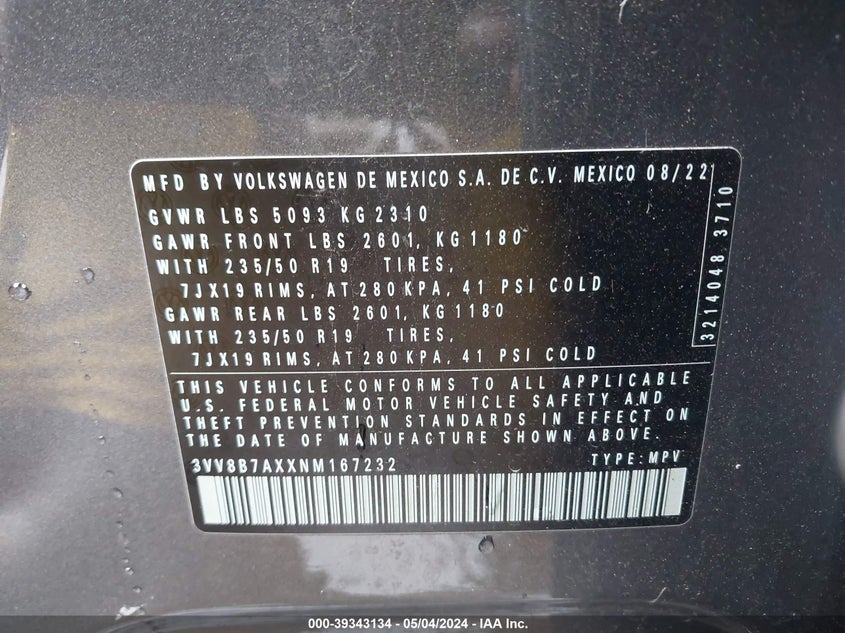 MFD BY VOLKSWAGEN DE MEXICO S.A. DE C.V. MEXICO 08/22
GVWR LBS 5093 KG 2310
GAWR FRONT LBS 2601, KG 1180
WITH 235/50 R19 TIRES,
7JX19 RIMS, AT 280 KPA, 41 PSI COLD
GAWR REAR LBS 2601, KG 1180
WITH 235/50 R19 TIRES,
7JX19 RIMS, AT 280 KPA, 41 PSI COLD
THIS VEHICLE CONFORMS TO ALL APPLICABLE
U.S. FEDERAL MOTOR VEHICLE SAFETY AND
THEFT PREVENTION STANDARDS IN EFFECT ON
THE DATE OF MANUFACTURE SHOWN ABOVE.
3VV8B7AXXNM167232 TYPE: MPV
3214048 3710
000-39343134 - 05/04/2024 - IAA Inc.